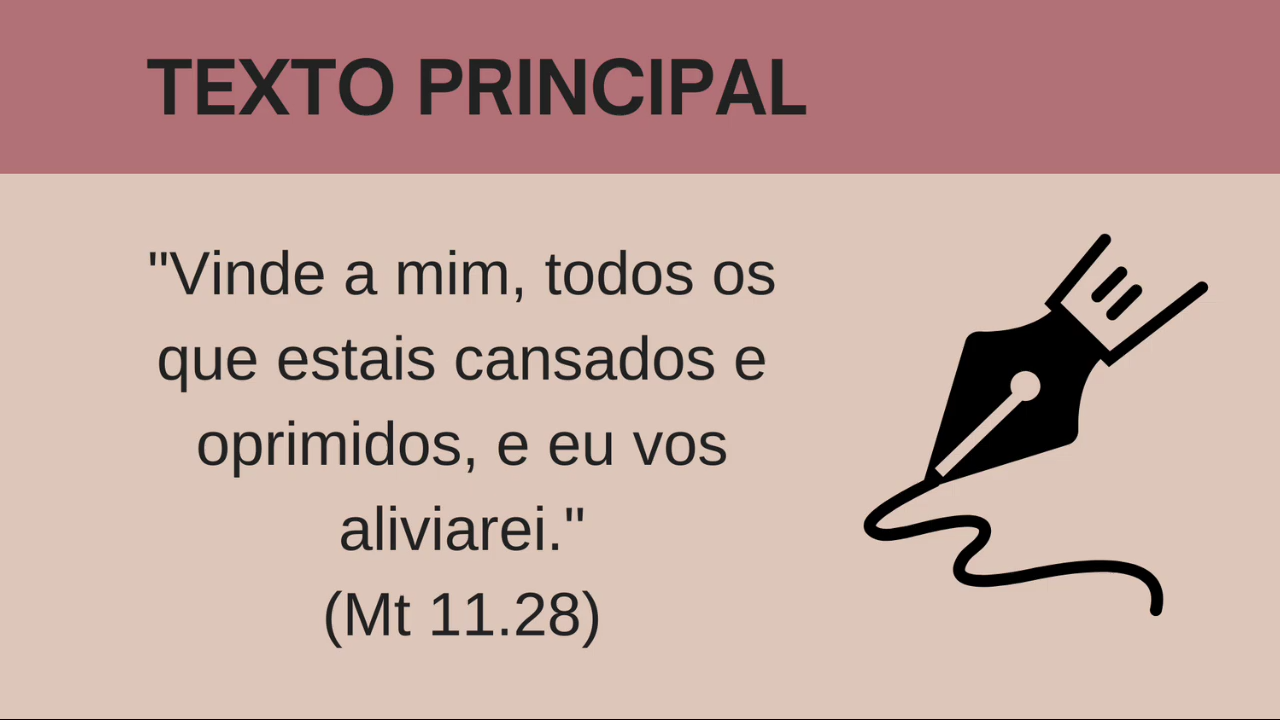 TEXTO PRINCIPAL
"Vinde a mim, todos os
que estais cansados e
oprimidos, e eu vos
aliviarei."
(Mt 11.28)